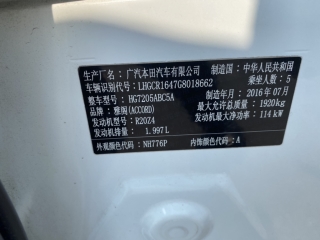 生产厂名：广汽本田汽车有限公司 制造国：中华人民共和国
车辆识别代号：LHGCR1647G8018662 乘坐人数：5
整车型号：HG7205ABC5A 制造年月：2016年07月
品牌：雅阁(ACCORD) 最大允许总质量：1920kg
发动机型号：R20Z4 发动机最大净功率：114kW
发动机排量：1.997L
外观颜色代码：NH776P 内饰颜色代码：A